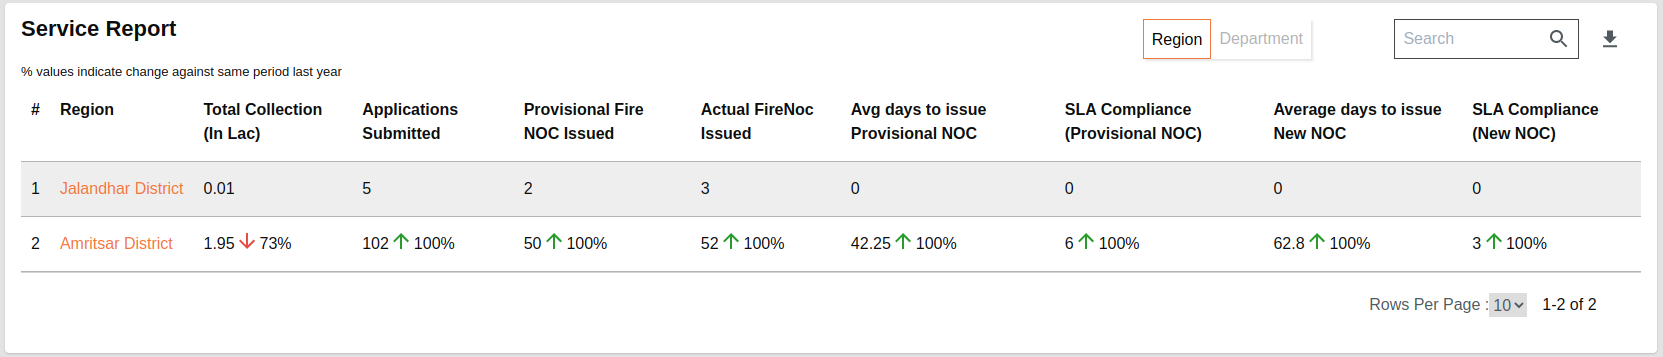 Service Report
Region Department Search
% values indicate change against same period last year
# Region Total Collection (In Lac) Applications Submitted Provisional Fire NOC Issued Actual FireNoc Issued Avg days to issue Provisional NOC SLA Compliance (Provisional NOC) Average days to issue New NOC SLA Compliance (New NOC)
1 Jalandhar District 0.01 5 2 3 0 0 0 0
2 Amritsar District 1.95 ↓ 73% 102 ↑ 100% 50 ↑ 100% 52 ↑ 100% 42.25 ↑ 100% 6 ↑ 100% 62.8 ↑ 100% 3 ↑ 100%
Rows Per Page : 10 1-2 of 2